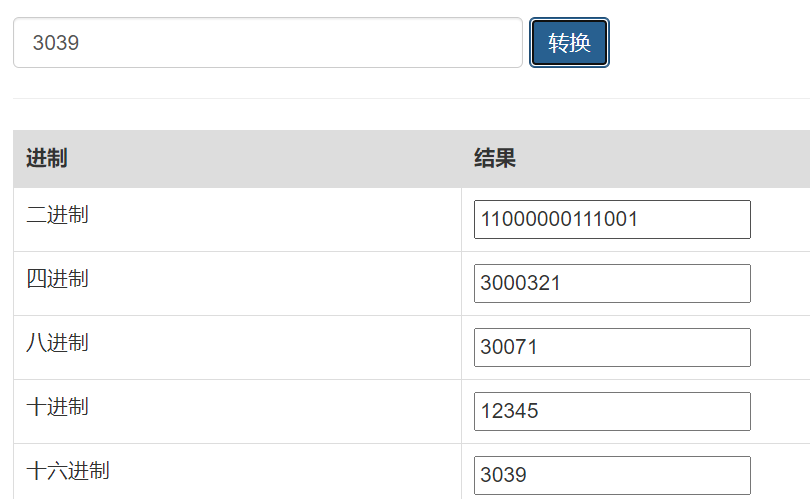 3039 转换
进制 结果
二进制 11000000111001
四进制 3000321
八进制 30071
十进制 12345
十六进制 3039